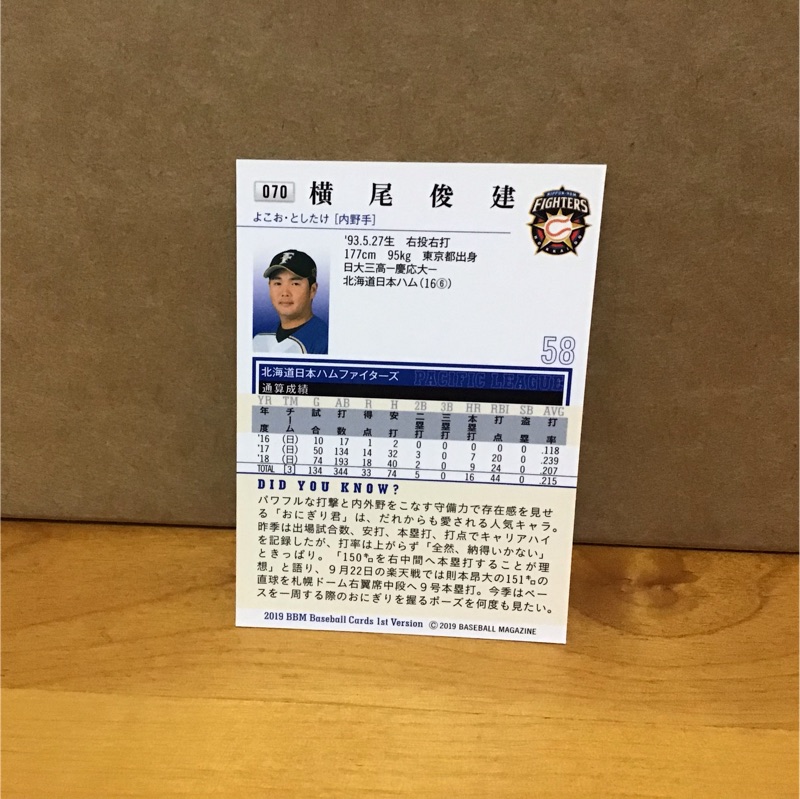 070 横尾俊建
よこお・としたけ [内野手]
NIPPON-HAM
FIGHTERS
F
'93.5.27生 右投右打
177cm 95kg 東京都出身
日大三高ー慶応大ー
北海道日本ハム(16⑥)
58
北海道日本ハムファイターズ PACIFIC LEAGUE
通算成績
YR TM G AB R H 2B 3B HR RBI SB AVG
年度 チーム 試合 打数 得点 安打 二塁打 三塁打 本塁打 打点 盗塁 打率
'16 (日) 10 17 1 2 0 0 0 0 0 .118
'17 (日) 50 134 14 32 3 0 7 20 0 .239
'18 (日) 74 193 18 40 2 0 9 24 0 .207
TOTAL [3] 134 344 33 74 5 0 16 44 0 .215
DID YOU KNOW?
パワフルな打撃と内外野をこなす守備力で存在感を見せ
る「おにぎり君」は、だれからも愛される人気キャラ。
昨季は出場試合数、安打、本塁打、打点でキャリアハイ
を記録したが、打率は上がらず「全然、納得いかない」
ときっぱり。「150㌔を右中間へ本塁打することが理
想」と語り、9月22日の楽天戦では則本昂大の151㌔の
直球を札幌ドーム右翼席中段へ9号本塁打。今季はベー
スを一周する際のおにぎりを握るポーズを何度も見たい。
2019 BBM Baseball Cards 1st Version ©2019 BASEBALL MAGAZINE